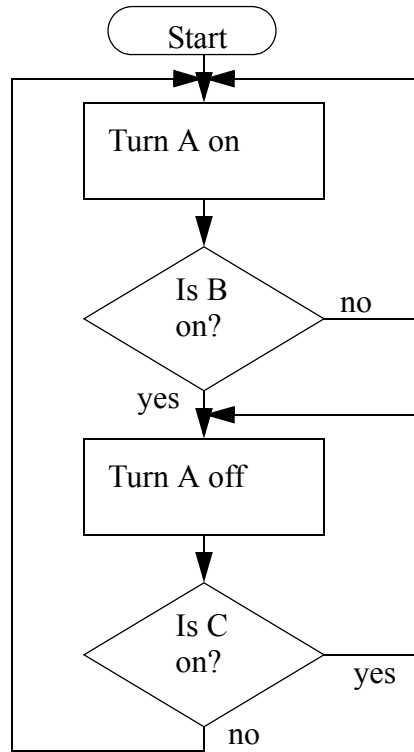 Start
Turn A on
Is B
on?
no
yes
Turn A off
Is C
on?
yes
no